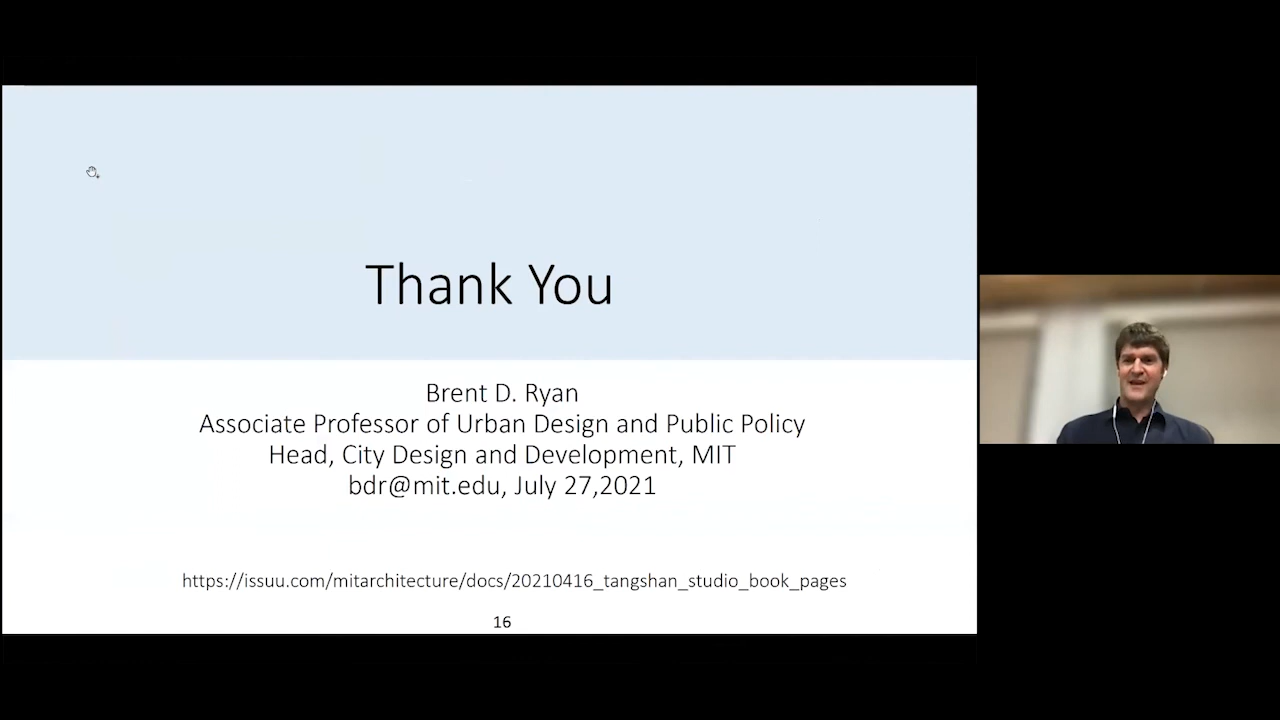 Thank You
Brent D. Ryan
Associate Professor of Urban Design and Public Policy
Head, City Design and Development, MIT
bdr@mit.edu, July 27,2021
https://issuu.com/mitarchitecture/docs/20210416_tangshan_studio_book_pages
16